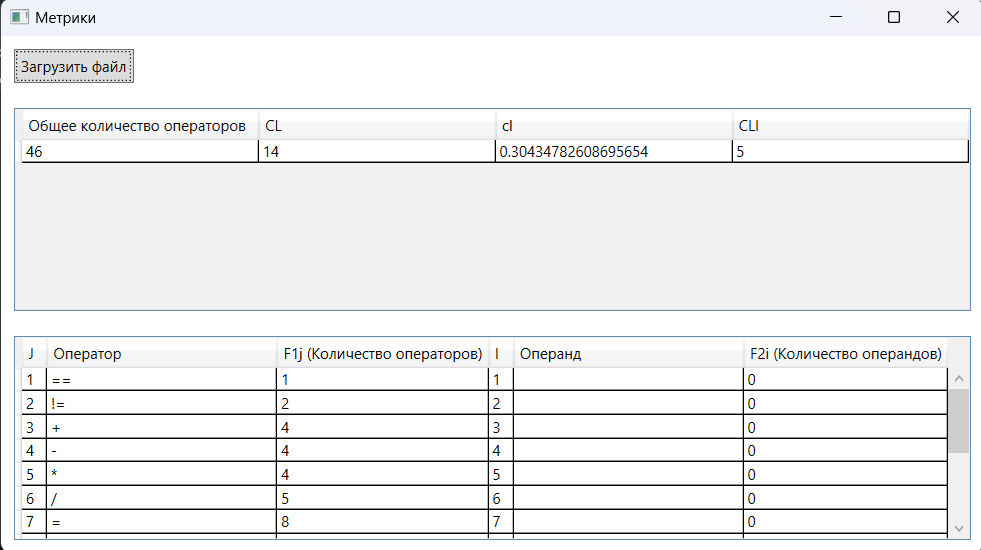 Метрики
Загрузить файл
Общее количество операторов CL cl CLI
46 14 0.30434782608695654 5
J Оператор F1j (Количество операторов) I Операнд F2i (Количество операндов)
1 == 1 1 0
2 != 2 2 0
3 + 4 3 0
4 - 4 4 0
5 * 4 5 0
6 / 5 6 0
7 = 8 7 0